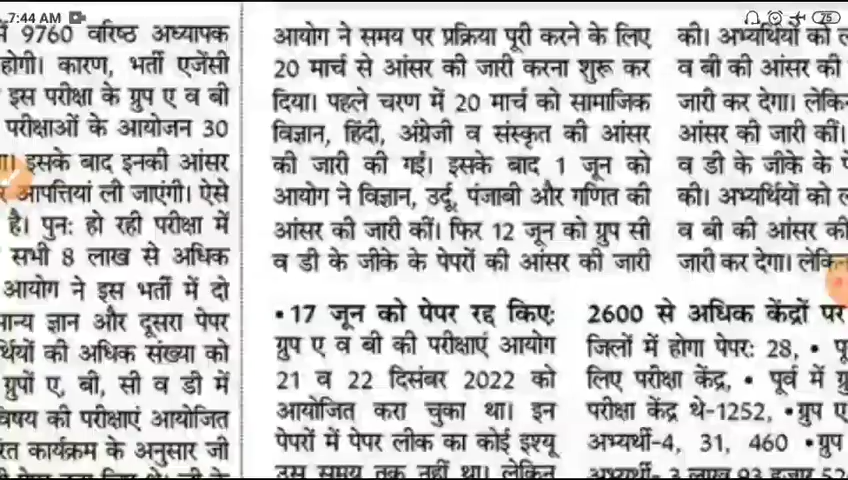 7:44 AM
75
में 9760 वरिष्ठ अध्यापक
होगी। कारण, भर्ती एजेंसी
इस परीक्षा के ग्रुप ए व बी
परीक्षाओं के आयोजन 30
इसके बाद इनकी आंसर
आपत्तियां ली जाएंगी। ऐसे
है। पुन: हो रही परीक्षा में
सभी 8 लाख से अधिक
आयोग ने इस भर्ती में दो
ज्ञान और दूसरा पेपर
की अधिक संख्या को
ग्रुपों ए, बी, सी व डी में
विषय की परीक्षाएं आयोजित
कार्यक्रम के अनुसार जी
आयोग ने समय पर प्रक्रिया पूरी करने के लिए
20 मार्च से आंसर की जारी करना शुरू कर
दिया। पहले चरण में 20 मार्च को सामाजिक
विज्ञान, हिंदी, अंग्रेजी व संस्कृत की आंसर
की जारी की गई। इसके बाद 1 जून को
आयोग ने विज्ञान, उर्दू, पंजाबी और गणित की
आंसर की जारी कीं। फिर 12 जून को ग्रुप सी
व डी के जीके के पेपरों की आंसर की जारी
• 17 जून को पेपर रद्द किए:
ग्रुप ए व बी की परीक्षाएं आयोग
21 व 22 दिसंबर 2022 को
आयोजित करा चुका था। इन
पेपरों में पेपर लीक का कोई इश्यू
उस समय तक नहीं था। लेकिन
की। अभ्यर्थियों को
व बी की आंसर की
जारी कर देगा। लेकिन
आंसर की जारी कीं।
व डी के जीके के
की। अभ्यर्थियों को
व बी की आंसर की
जारी कर देगा। लेकिन
2600 से अधिक केंद्रों पर
जिलों में होगा पेपर: 28, •
लिए परीक्षा केंद्र, • पूर्व में
परीक्षा केंद्र थे-1252, •ग्रुप ए
अभ्यर्थी-4, 31, 460 •ग्रुप